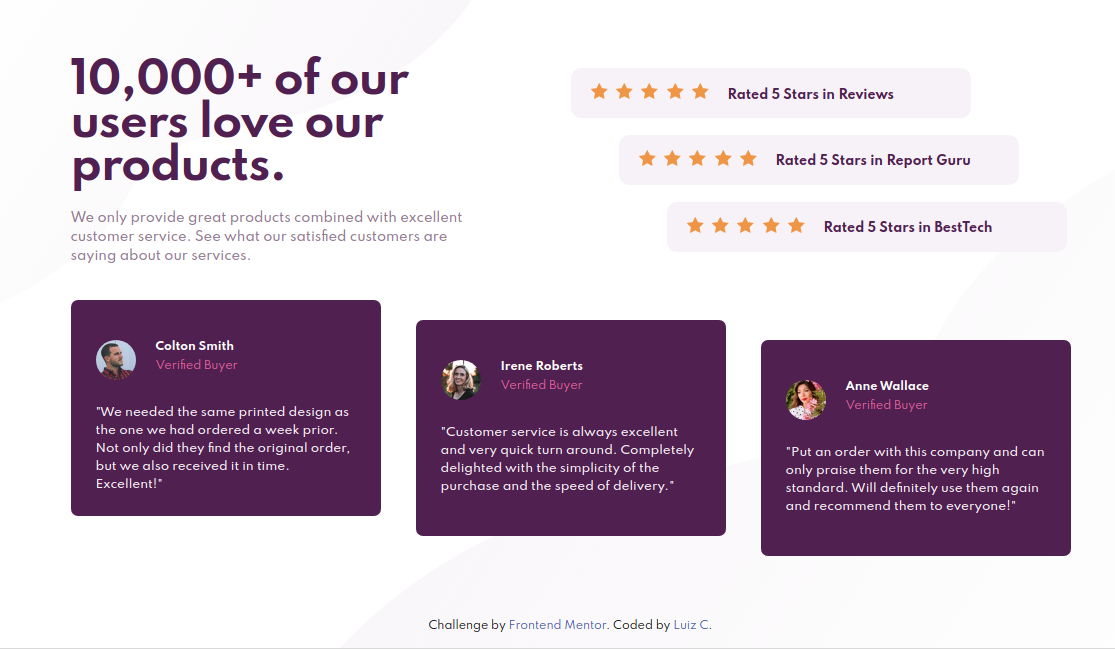 10,000+ of our
users love our
products.
We only provide great products combined with excellent
customer service. See what our satisfied customers are
saying about our services.
Rated 5 Stars in Reviews
Rated 5 Stars in Report Guru
Rated 5 Stars in BestTech
Colton Smith
Verified Buyer
"We needed the same printed design as
the one we had ordered a week prior.
Not only did they find the original order,
but we also received it in time.
Excellent!"
Irene Roberts
Verified Buyer
"Customer service is always excellent
and very quick turn around. Completely
delighted with the simplicity of the
purchase and the speed of delivery."
Anne Wallace
Verified Buyer
"Put an order with this company and can
only praise them for the very high
standard. Will definitely use them again
and recommend them to everyone!"
Challenge by Frontend Mentor. Coded by Luiz C.